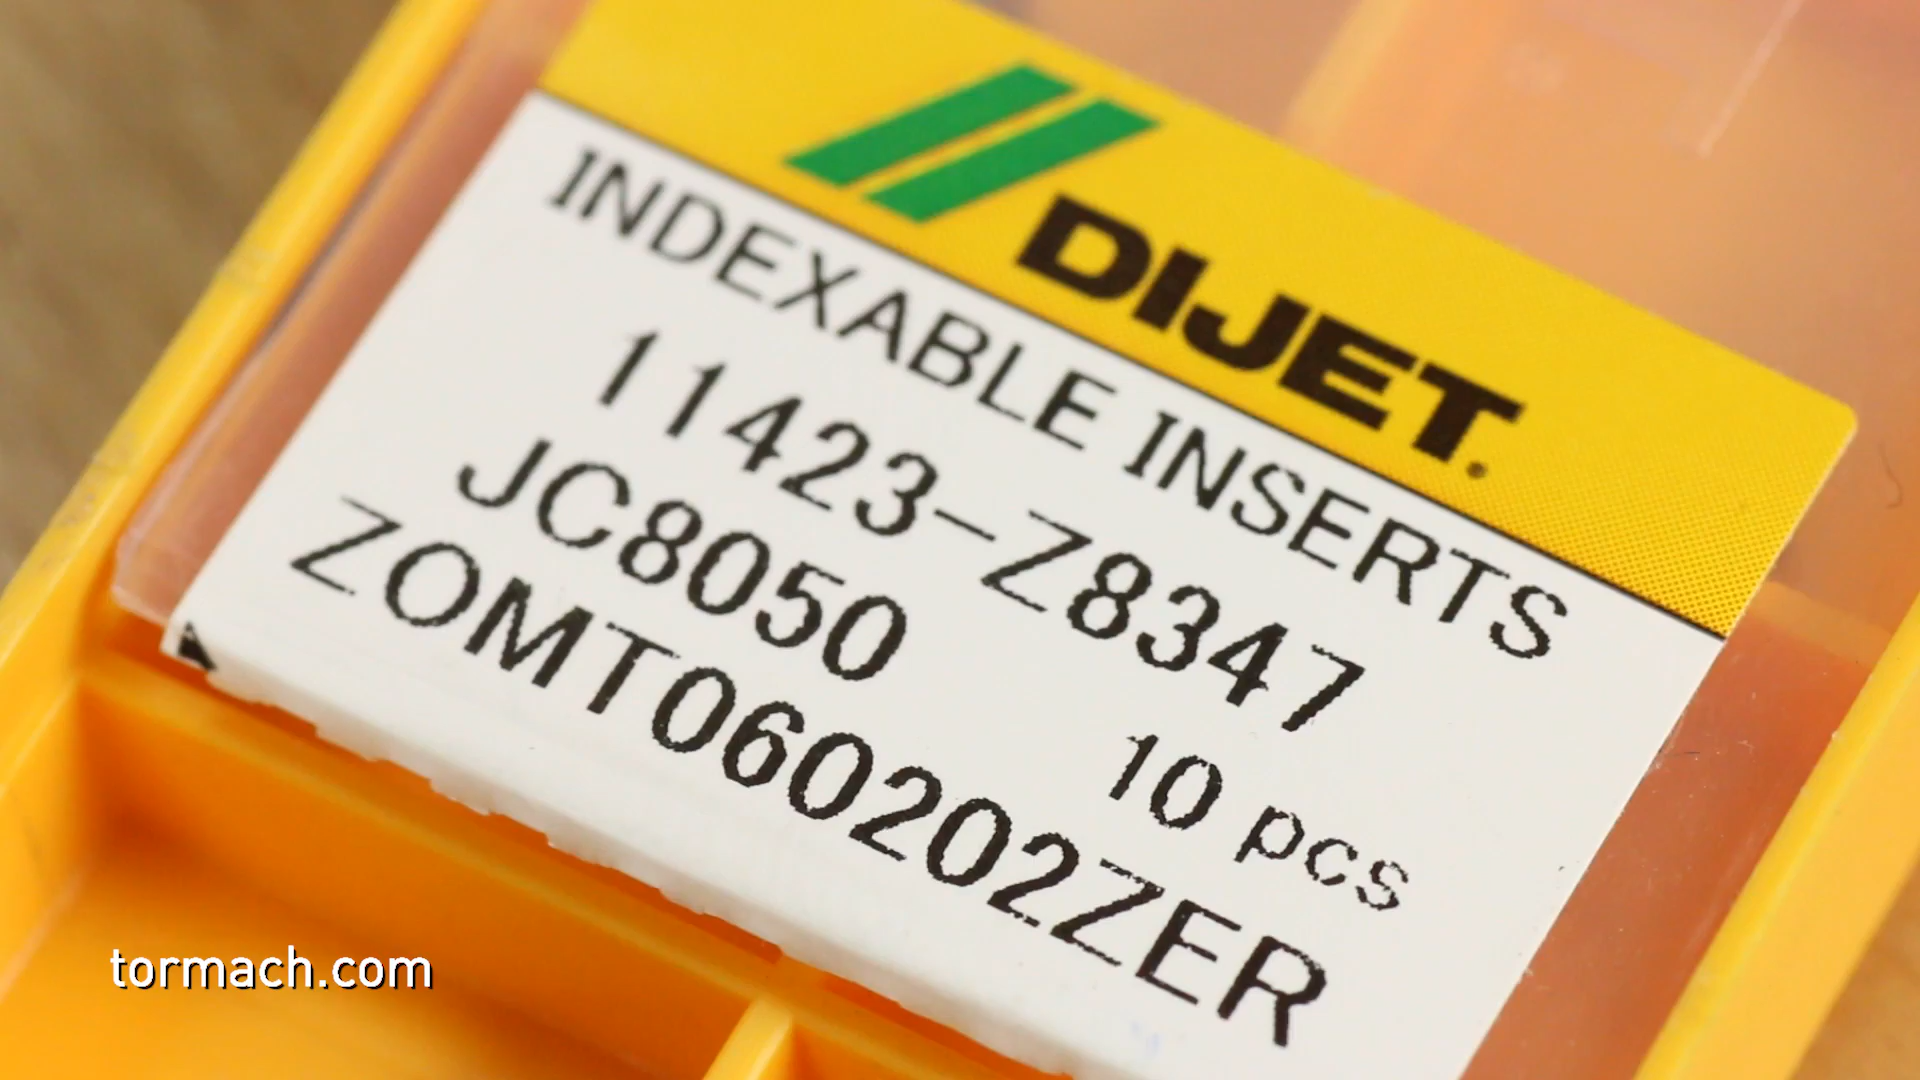 DIJET
INDEXABLE INSERTS
11423-Z8347
JC8050
10 pcs
ZOMT060202ZER
tormach.com